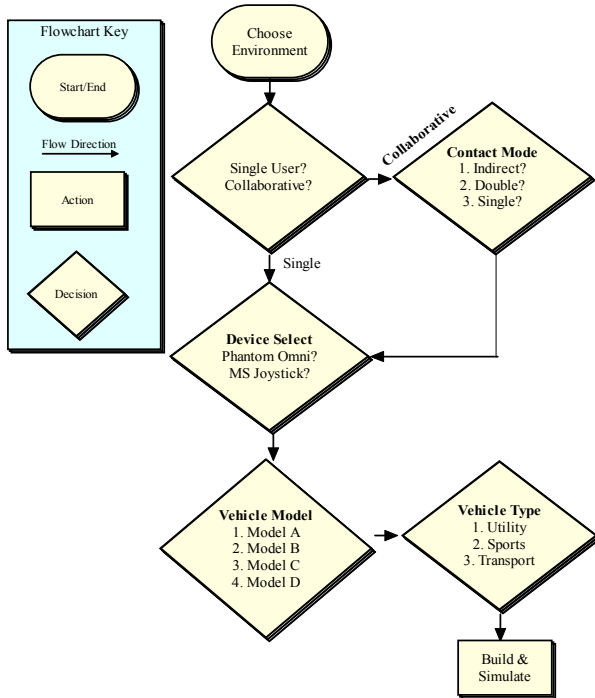 Flowchart Key
Start/End
Flow Direction
Action
Decision
Choose
Environment
Single User?
Collaborative?
Collaborative
Contact Mode
1. Indirect?
2. Double?
3. Single?
Single
Device Select
Phantom Omni?
MS Joystick?
Vehicle Model
1. Model A
2. Model B
3. Model C
4. Model D
Vehicle Type
1. Utility
2. Sports
3. Transport
Build &
Simulate